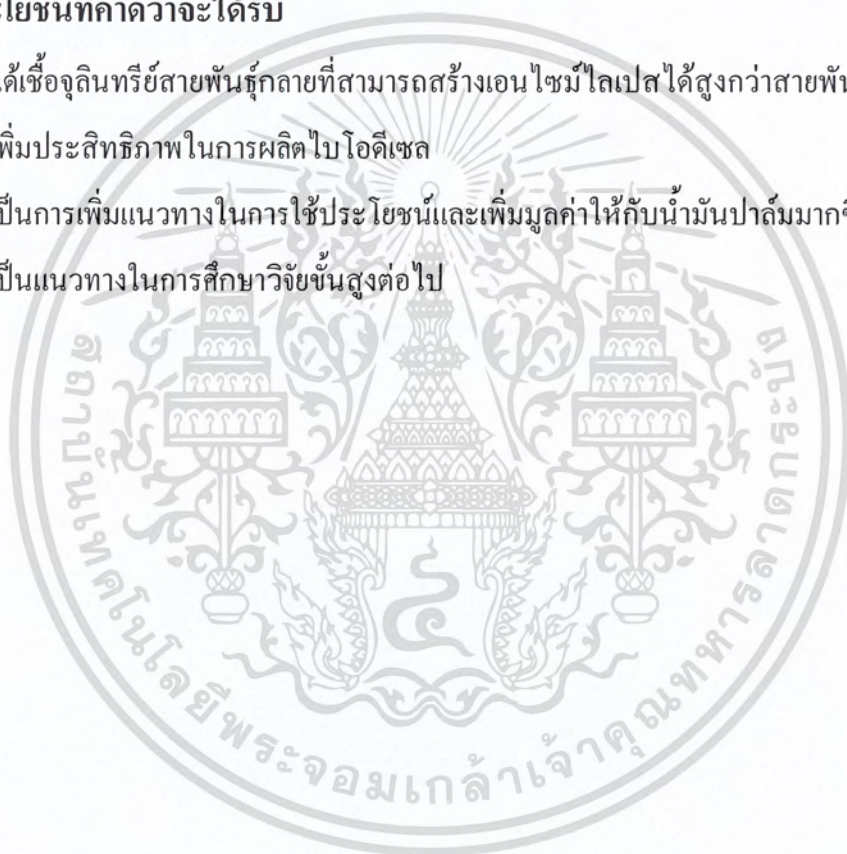 ะโยชน์ที่คาดว่าจะได้รับ
ด้เชื้อจุลินทรีย์สายพันธุ์กลายที่สามารถสร้างเอนไซม์ไลเปสได้สูงกว่าสายพัน
พิ่มประสิทธิภาพในการผลิตไบโอดีเซล
ป็นการเพิ่มแนวทางในการใช้ประโยชน์และเพิ่มมูลค่าให้กับน้ำมันปาล์มมากขึ
ป็นแนวทางในการศึกษาวิจัยขั้นสูงต่อไป
สถาบันเทคโนโลยีพระจอมเกล้าเจ้าคุณทหารลาดกระบัง